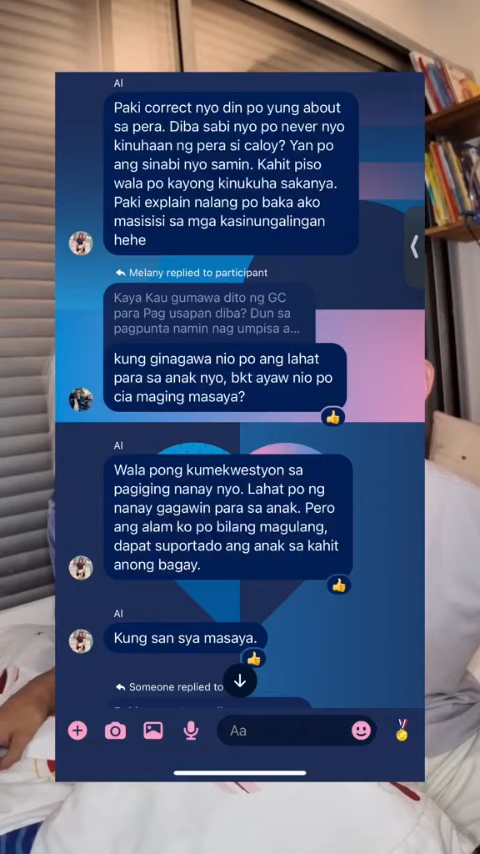 Al
Paki correct nyo din po yung about
sa pera. Diba sabi nyo po never nyo
kinuhaan ng pera si caloy? Yan po
ang sinabi nyo samin. Kahit piso
wala po kayong kinukuha sakanya.
Paki explain nalang po baka ako
masisisi sa mga kasinungalingan
hehe
Melany replied to participant
Kaya Kau gumawa dito ng GC
para Pag usapan diba? Dun sa
pagpunta namin nag umpisa a...
kung ginagawa nio po ang lahat
para sa anak nyo, bkt ayaw nio po
cia maging masaya?
Al
Wala pong kumekwestyon sa
pagiging nanay nyo. Lahat po ng
nanay gagawin para sa anak. Pero
ang alam ko po bilang magulang,
dapat suportado ang anak sa kahit
anong bagay.
Al
Kung san sya masaya.
Someone replied to
Aa